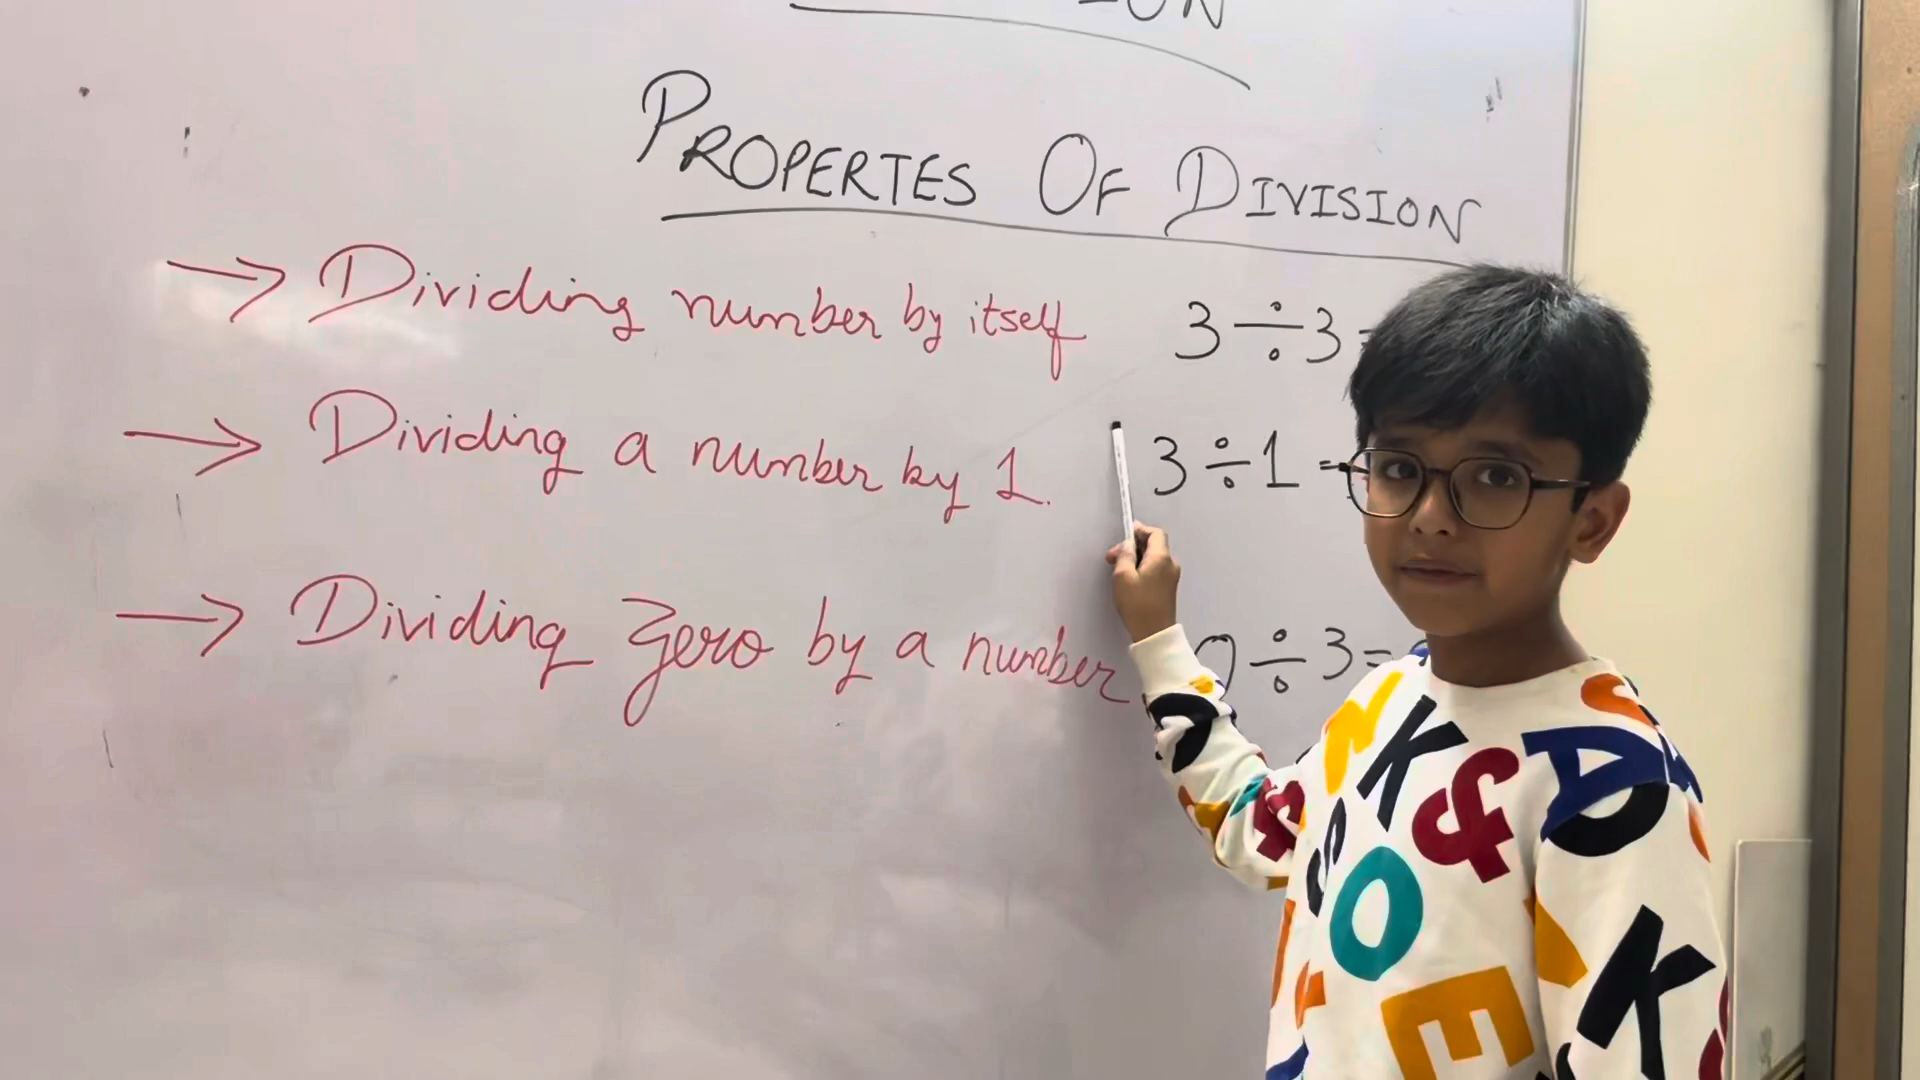 PROPERTES OF DIVISION
→ Dividing number by itself 3 ÷ 3 =
→ Dividing a number by 1. 3 ÷ 1 =
→ Dividing zero by a number 0 ÷ 3 =